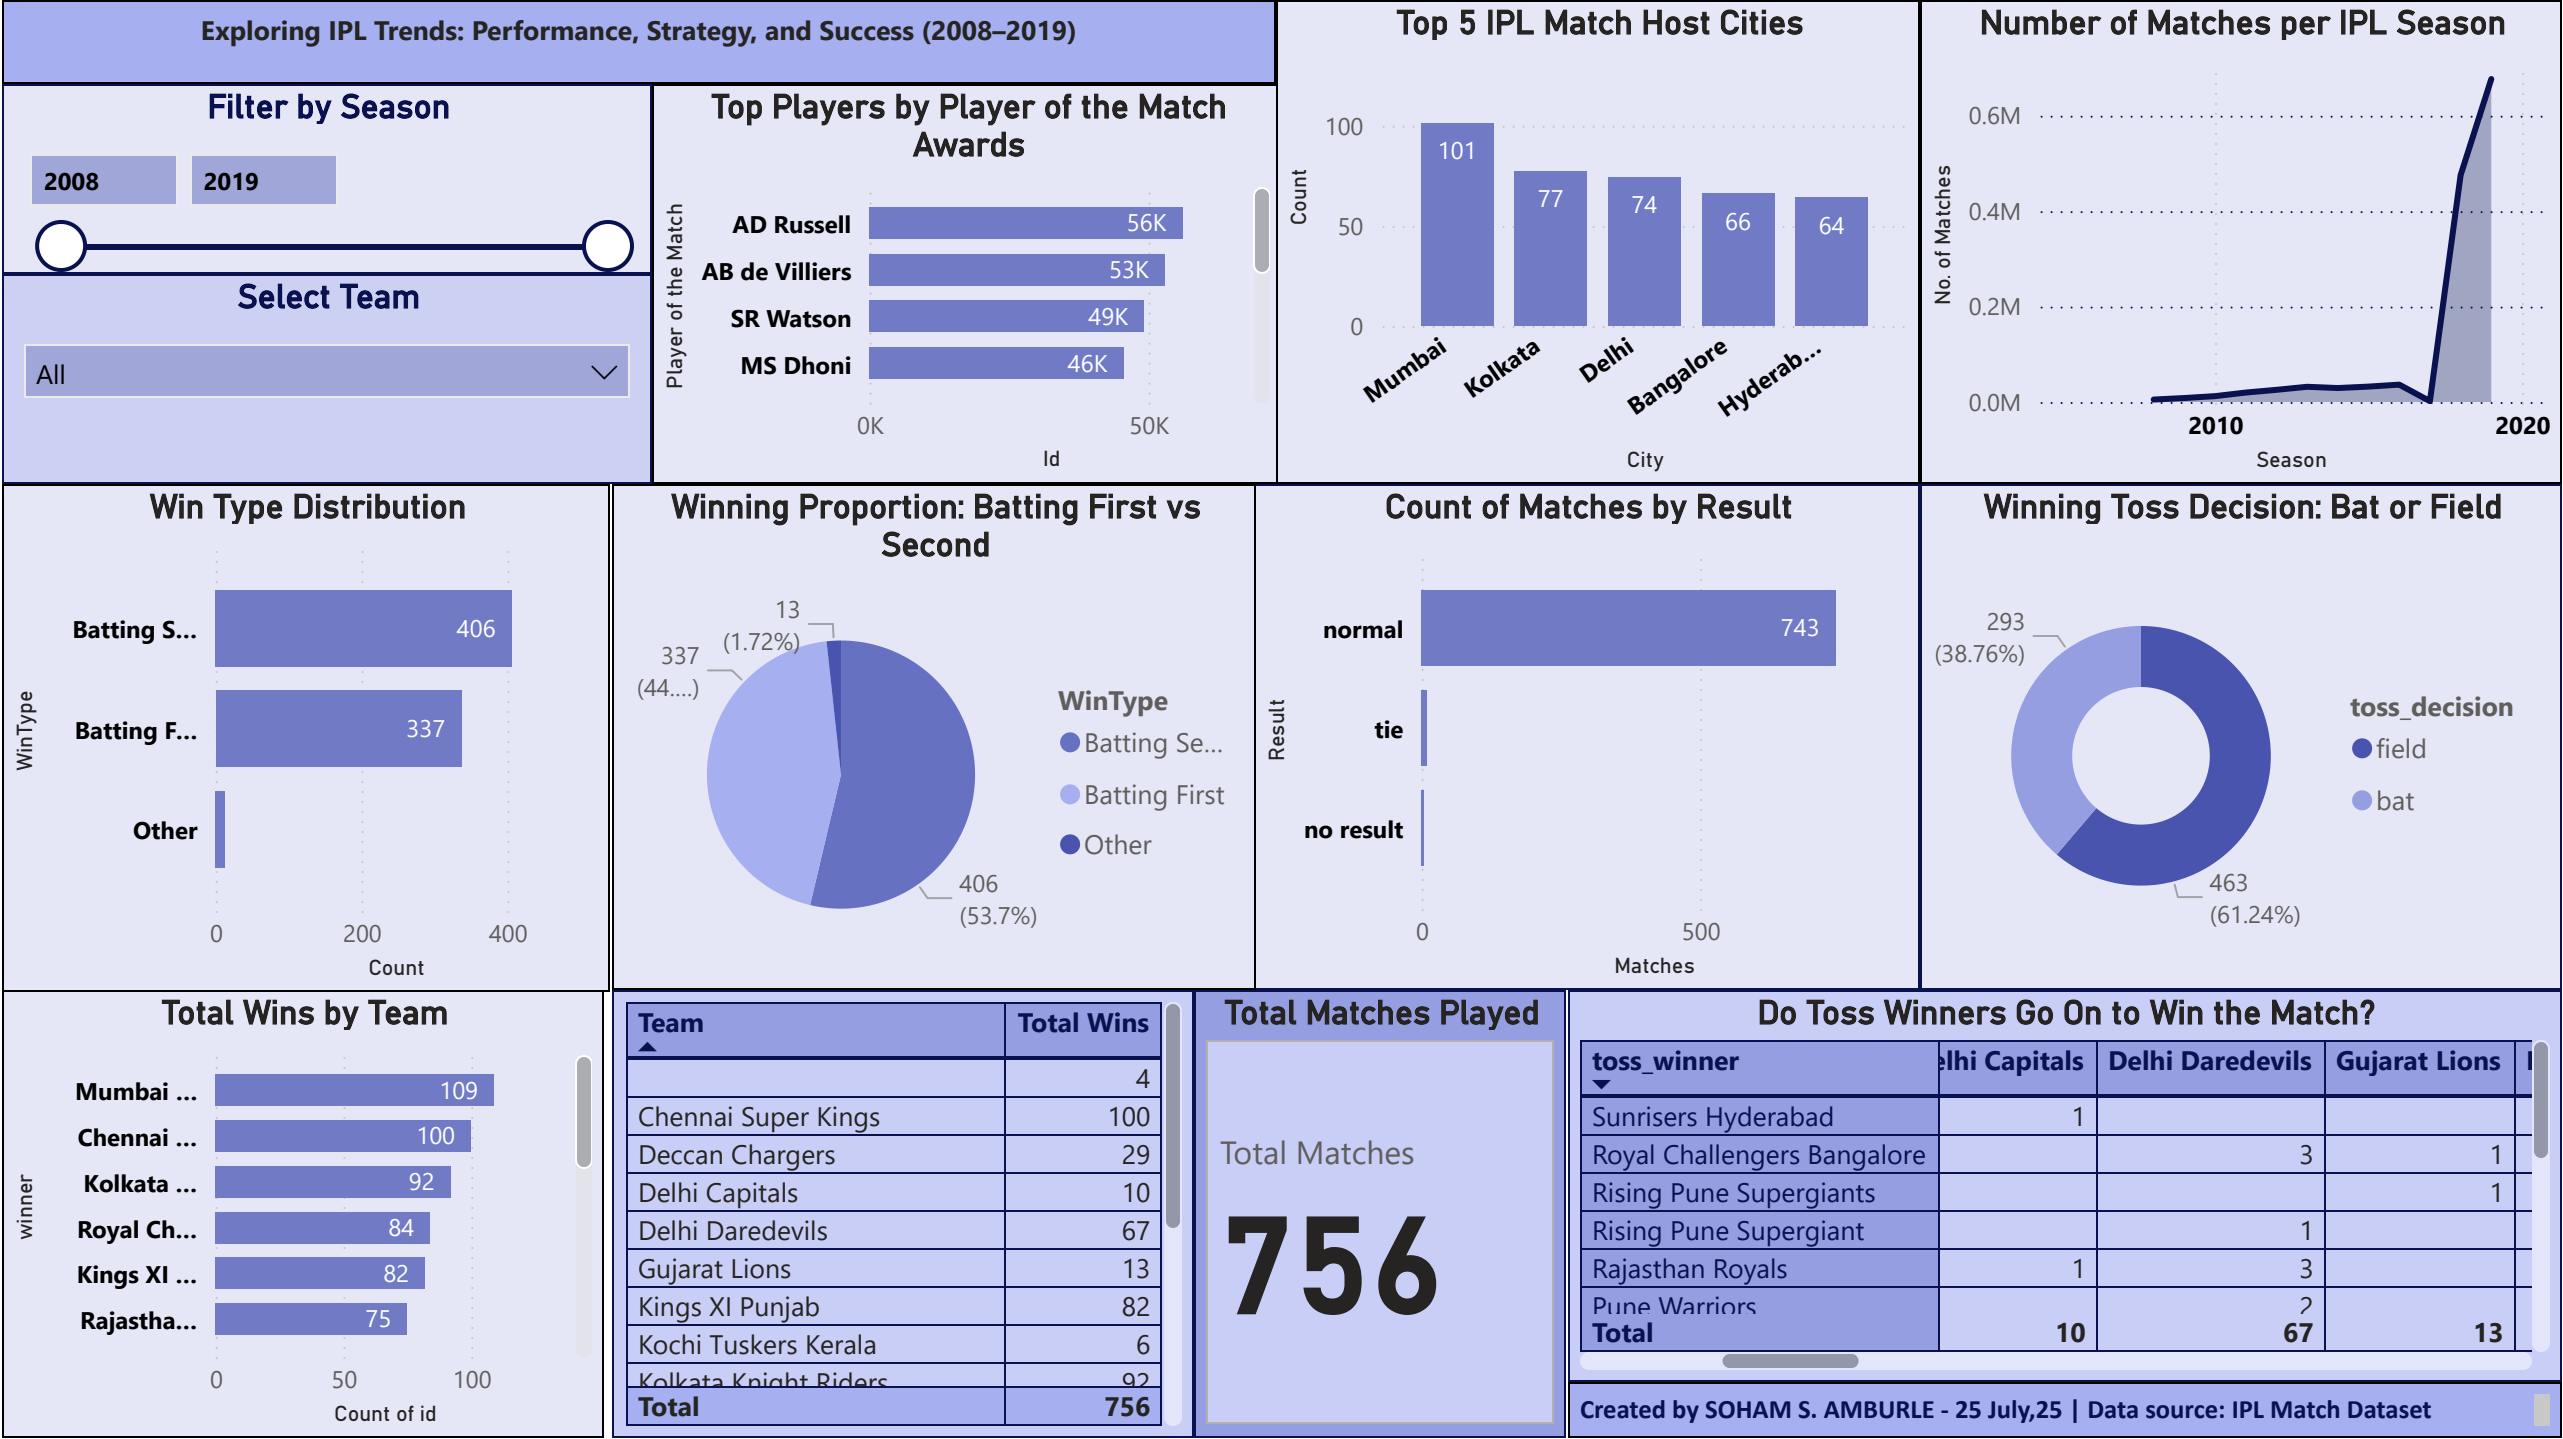 Exploring IPL Trends: Performance, Strategy, and Success (2008–2019)
Filter by Season
2008
2019
Select Team
All
Top Players by Player of the Match
Awards
Player of the Match
AD Russell
56K
AB de Villiers
53K
SR Watson
49K
MS Dhoni
46K
0K
50K
Id
Top 5 IPL Match Host Cities
Count
100
50
0
101
77
74
66
64
Mumbai
Kolkata
Delhi
Bangalore
Hyderab...
City
Number of Matches per IPL Season
No. of Matches
0.6M
0.4M
0.2M
0.0M
2010
2020
Season
Win Type Distribution
WinType
Batting S...
406
Batting F...
337
Other
0
200
400
Count
Winning Proportion: Batting First vs
Second
13
(1.72%)
337
(44....)
406
(53.7%)
WinType
Batting Se...
Batting First
Other
Count of Matches by Result
Result
normal
743
tie
no result
0
500
Matches
Winning Toss Decision: Bat or Field
293
(38.76%)
463
(61.24%)
toss_decision
field
bat
Total Wins by Team
winner
Mumbai ...
109
Chennai ...
100
Kolkata ...
92
Royal Ch...
84
Kings XI ...
82
Rajastha...
75
0
50
100
Count of id
Team Total Wins
4
Chennai Super Kings 100
Deccan Chargers 29
Delhi Capitals 10
Delhi Daredevils 67
Gujarat Lions 13
Kings XI Punjab 82
Kochi Tuskers Kerala 6
Kolkata Knight Riders 92
Total 756
Total Matches Played
Total Matches
756
Do Toss Winners Go On to Win the Match?
toss_winner elhi Capitals Delhi Daredevils Gujarat Lions
Sunrisers Hyderabad 1
Royal Challengers Bangalore 3 1
Rising Pune Supergiants 1
Rising Pune Supergiant 1
Rajasthan Royals 1 3
Pune Warriors 2
Total 10 67 13
Created by SOHAM S. AMBURLE - 25 July,25 | Data source: IPL Match Dataset